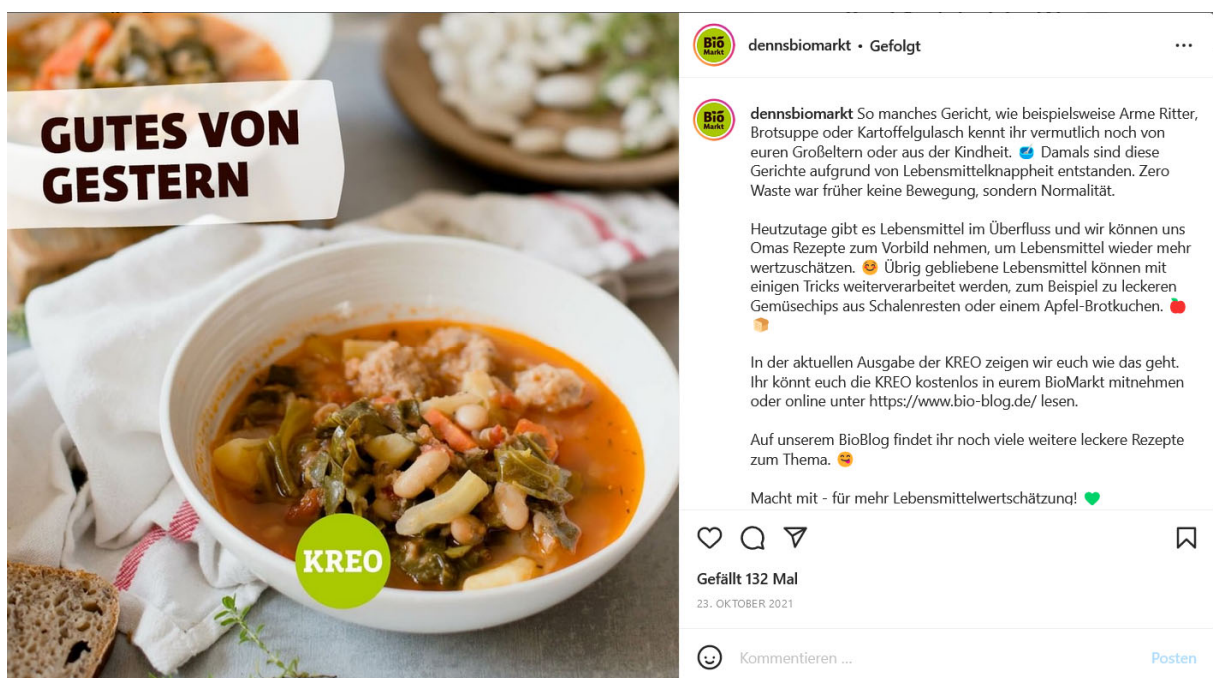 GUTES VON
GESTERN
KREO
Bio
Markt
dennsbiomarkt • Gefolgt
Bio
Markt
dennsbiomarkt So manches Gericht, wie beispielsweise Arme Ritter,
Brotsuppe oder Kartoffelgulasch kennt ihr vermutlich noch von
euren Großeltern oder aus der Kindheit. 🥣 Damals sind diese
Gerichte aufgrund von Lebensmittelknappheit entstanden. Zero
Waste war früher keine Bewegung, sondern Normalität.
Heutzutage gibt es Lebensmittel im Überfluss und wir können uns
Omas Rezepte zum Vorbild nehmen, um Lebensmittel wieder mehr
wertzuschätzen. 😊 Übrig gebliebene Lebensmittel können mit
einigen Tricks weiterverarbeitet werden, zum Beispiel zu leckeren
Gemüsechips aus Schalenresten oder einem Apfel-Brotkuchen. 🍎
🍞
In der aktuellen Ausgabe der KREO zeigen wir euch wie das geht.
Ihr könnt euch die KREO kostenlos in eurem BioMarkt mitnehmen
oder online unter https://www.bio-blog.de/ lesen.
Auf unserem BioBlog findet ihr noch viele weitere leckere Rezepte
zum Thema. 😋
Macht mit - für mehr Lebensmittelwertschätzung! 💚
Gefällt 132 Mal
23. OKTOBER 2021
Kommentieren ...
Posten